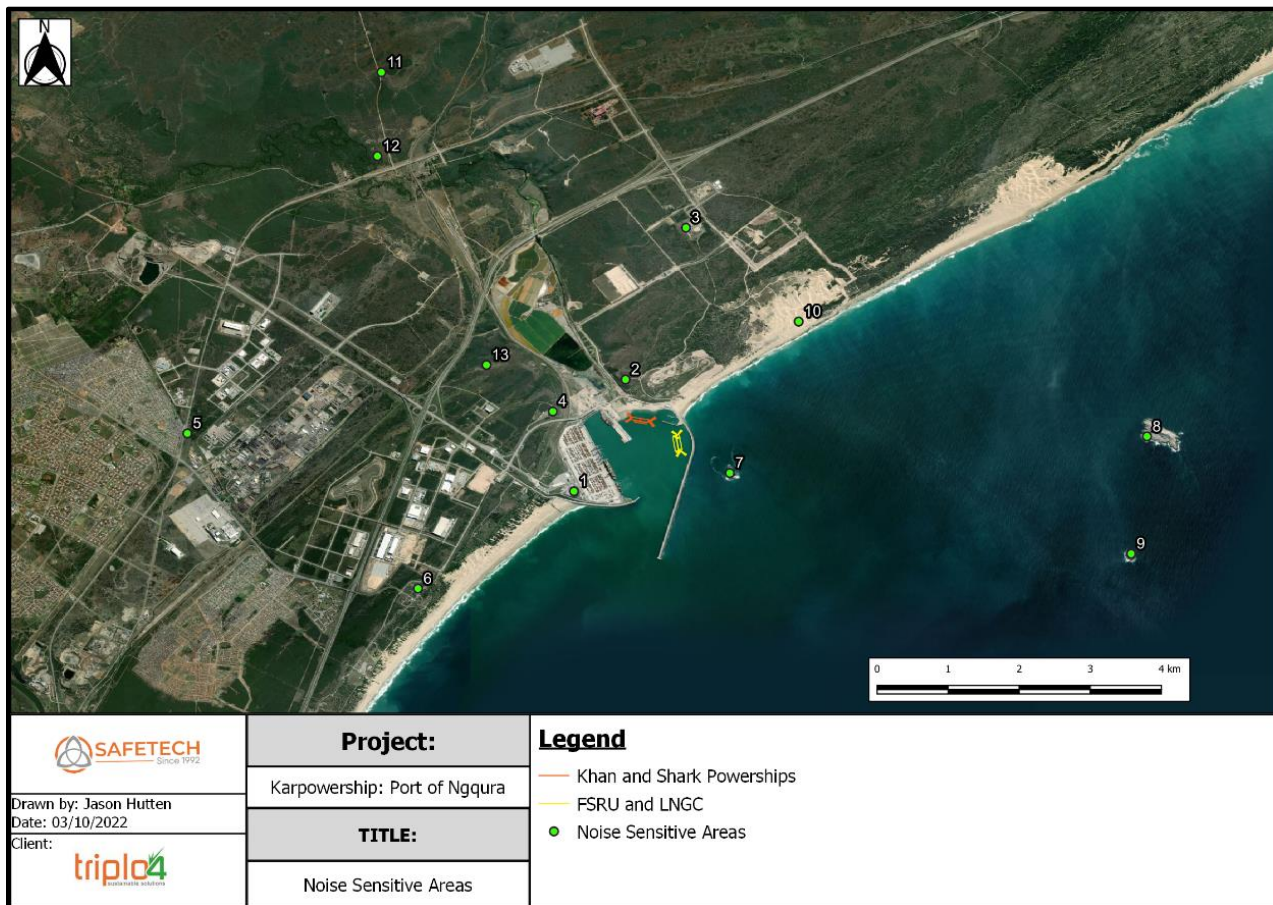 N
11
12
3
10
13
2
4
5
8
7
1
9
6
0 1 2 3 4 km
SAFETECH
Since 1992
Drawn by: Jason Hutten
Date: 03/10/2022
Client:
triplo4
sustainable solutions
Project:
Karpowership: Port of Ngqura
TITLE:
Noise Sensitive Areas
Legend
Khan and Shark Powerships
FSRU and LNGC
Noise Sensitive Areas